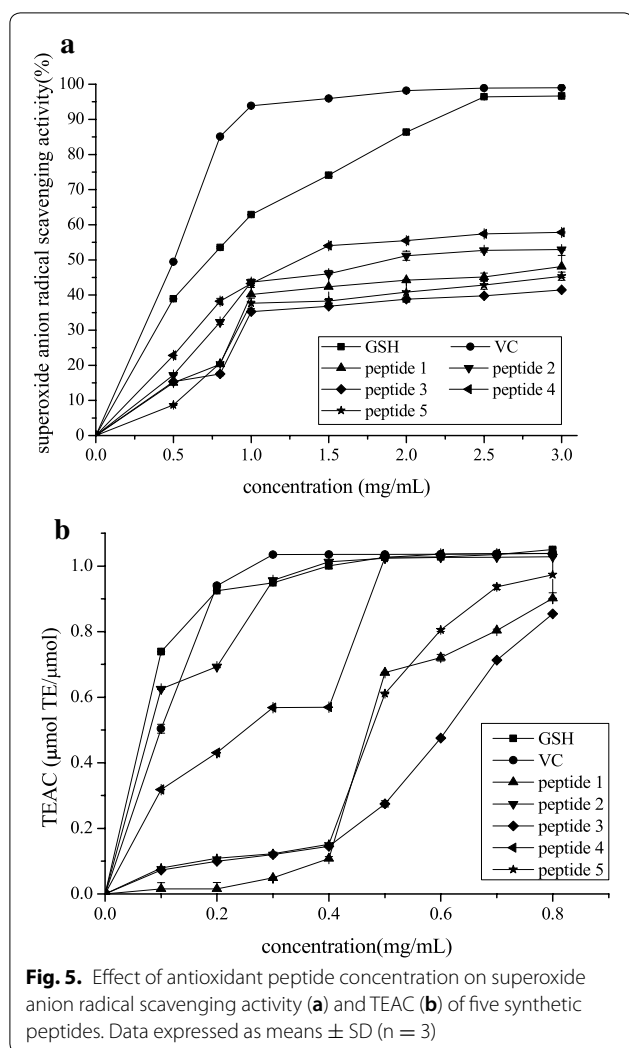 a
superoxide anion radical scavenging activity(%)
100
90
80
70
60
50
40
30
20
10
0
0.0 0.5 1.0 1.5 2.0 2.5 3.0
concentration (mg/mL)
GSH VC
peptide 1 peptide 2
peptide 3 peptide 4
peptide 5
b
TEAC (μmol TE/μmol)
1.0
0.8
0.6
0.4
0.2
0.0
0.0 0.2 0.4 0.6 0.8
concentration(mg/mL)
GSH
VC
peptide 1
peptide 2
peptide 3
peptide 4
peptide 5
Fig. 5. Effect of antioxidant peptide concentration on superoxide
anion radical scavenging activity (a) and TEAC (b) of five synthetic
peptides. Data expressed as means ± SD (n = 3)